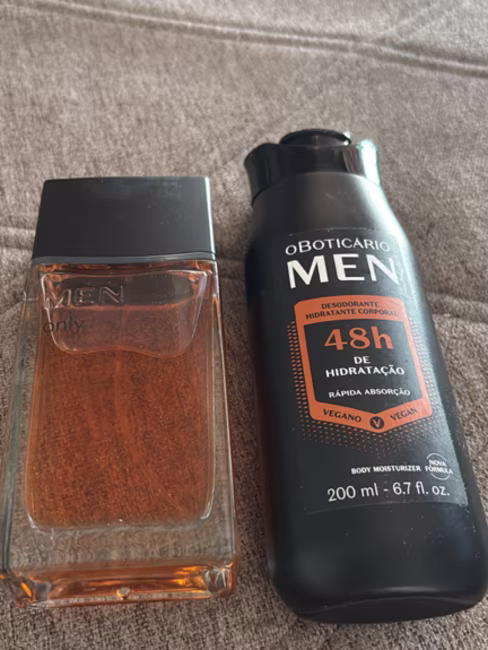 MEN
only
oBOTICÁRIO
MEN
DESODORANTE
HIDRATANTE CORPORAL
48h
DE
HIDRATAÇÃO
RÁPIDA ABSORÇÃO
VEGANO V VEGAN
BODY MOISTURIZER
NOVA
FÓRMULA
200 ml - 6.7 fl. oz.